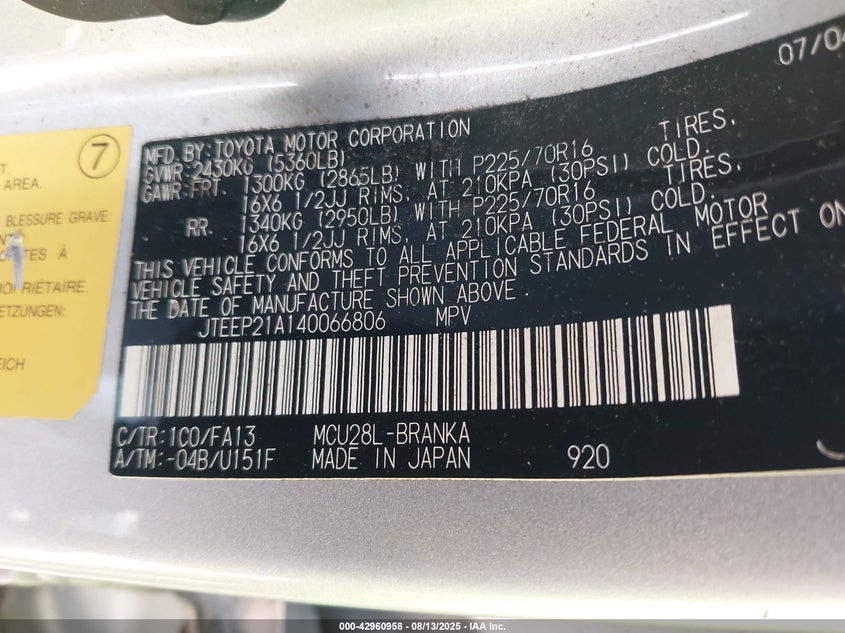 07/04
MFD.BY:TOYOTA MOTOR CORPORATION
GVWR:2430KG (5360LB)
GAWR:FRT. 1300KG (2865LB) WITH P225/70R16 TIRES,
16X6 1/2JJ RIMS, AT 210KPA (30PSI) COLD.
RR. 1340KG (2950LB) WITH P225/70R16 TIRES,
16X6 1/2JJ RIMS, AT 210KPA (30PSI) COLD.
THIS VEHICLE CONFORMS TO ALL APPLICABLE FEDERAL MOTOR
VEHICLE SAFETY AND THEFT PREVENTION STANDARDS IN EFFECT ON
THE DATE OF MANUFACTURE SHOWN ABOVE.
JTEEP21A140066806 MPV
C/TR:1C0/FA13 MCU28L-BRANKA
A/TM:-04B/U151F MADE IN JAPAN 920
7
AREA.
BLESSURE GRAVE.
À
PRIÉTAIRE.
ETZUNGEN:
EICH
000-42960958 - 08/13/2025 - IAA Inc.